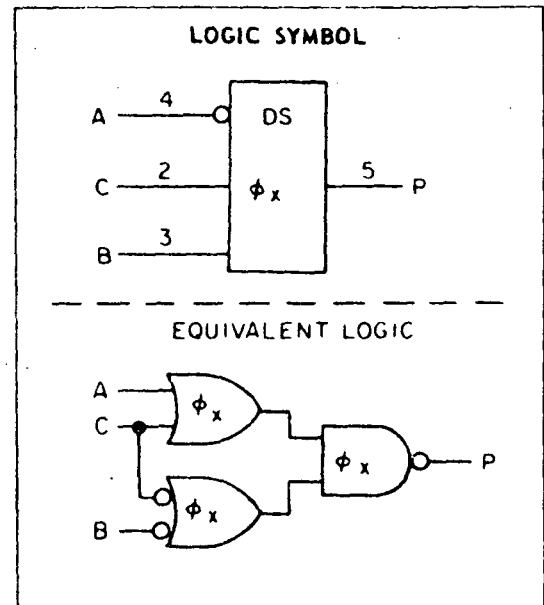 LOGIC SYMBOL
A 4 DS
C 2 ϕx 5 P
B 3
EQUIVALENT LOGIC
A ϕx
C
ϕx P
B ϕx